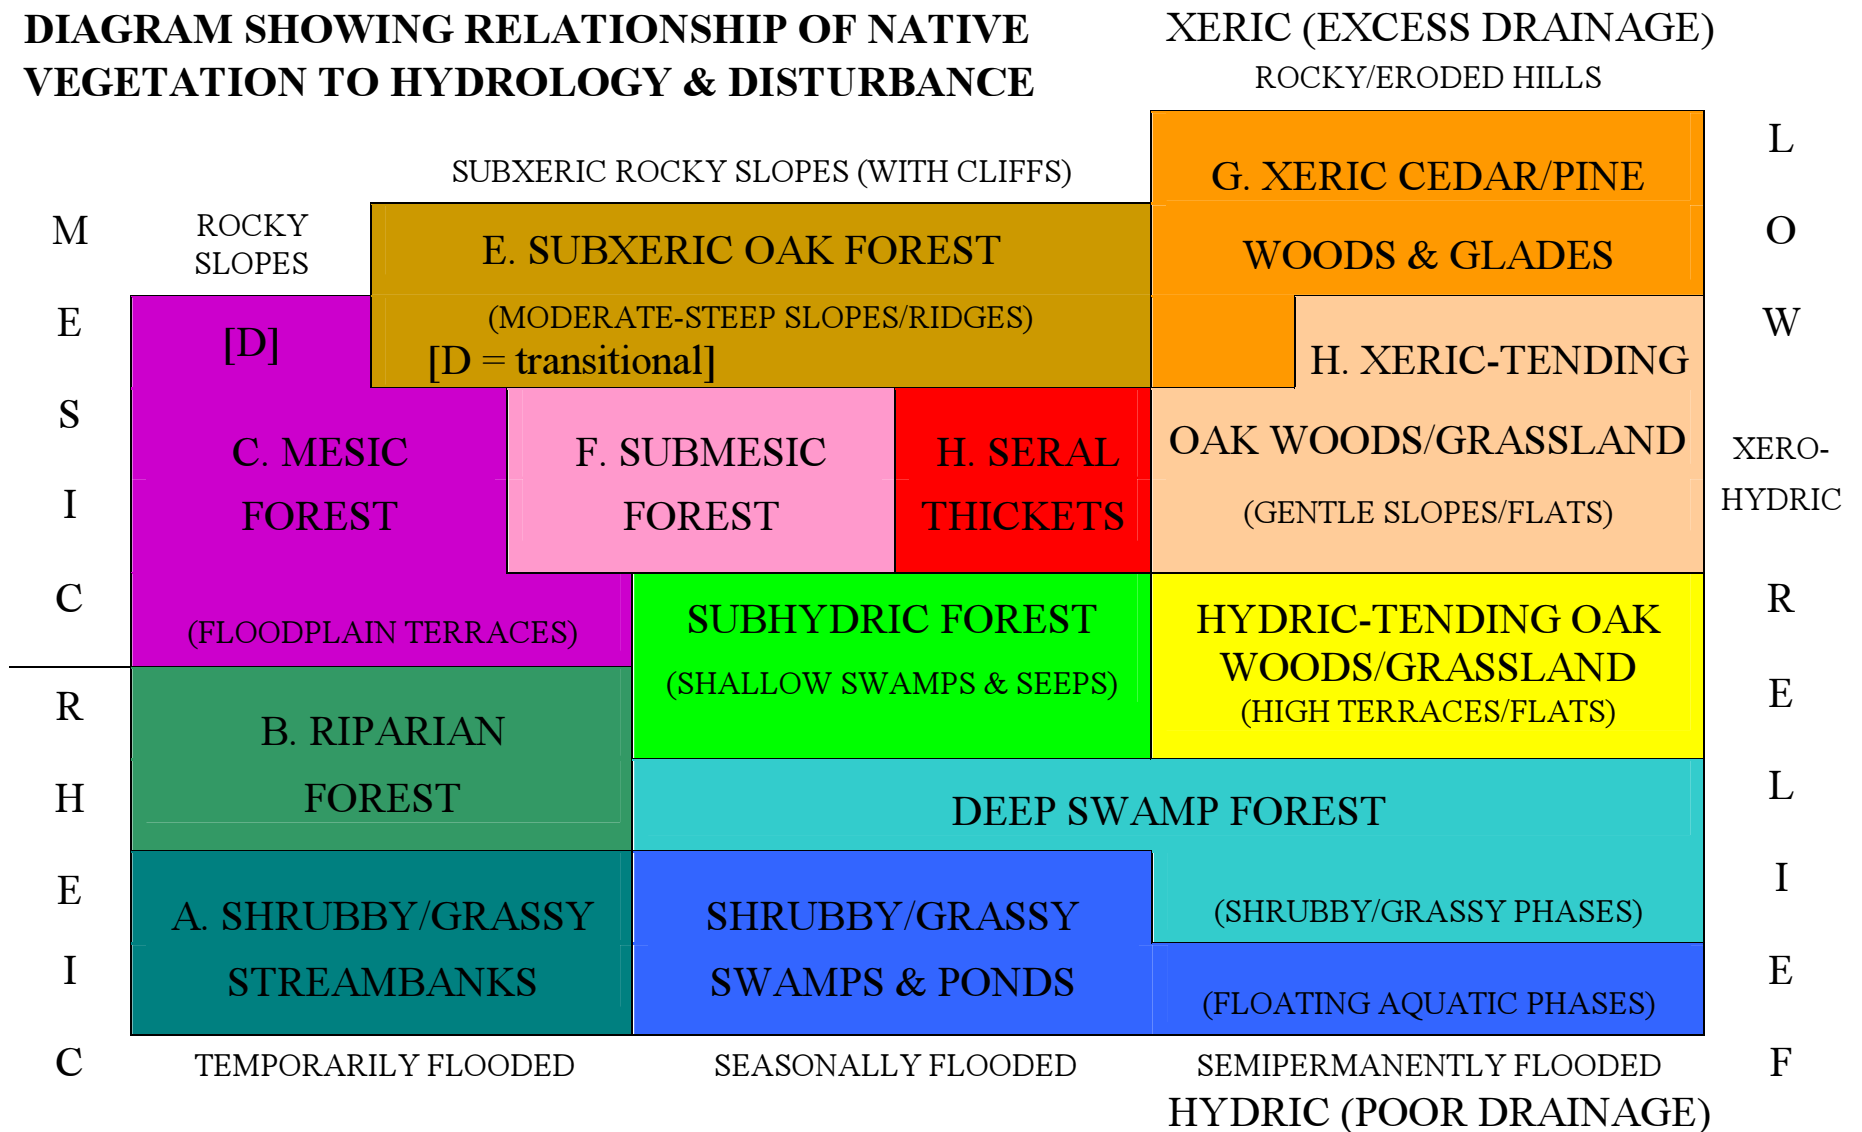 DIAGRAM SHOWING RELATIONSHIP OF NATIVE
VEGETATION TO HYDROLOGY & DISTURBANCE
XERIC (EXCESS DRAINAGE)
ROCKY/ERODED HILLS
SUBXERIC ROCKY SLOPES (WITH CLIFFS)
ROCKY
SLOPES
G. XERIC CEDAR/PINE
WOODS & GLADES
E. SUBXERIC OAK FOREST
(MODERATE-STEEP SLOPES/RIDGES)
[D = transitional]
[D]
H. XERIC-TENDING
OAK WOODS/GRASSLAND
(GENTLE SLOPES/FLATS)
C. MESIC
FOREST
(FLOODPLAIN TERRACES)
F. SUBMESIC
FOREST
H. SERAL
THICKETS
XERO-
HYDRIC
SUBHYDRIC FOREST
(SHALLOW SWAMPS & SEEPS)
HYDRIC-TENDING OAK
WOODS/GRASSLAND
(HIGH TERRACES/FLATS)
B. RIPARIAN
FOREST
DEEP SWAMP FOREST
(SHRUBBY/GRASSY PHASES)
A. SHRUBBY/GRASSY
STREAMBANKS
SHRUBBY/GRASSY
SWAMPS & PONDS
(FLOATING AQUATIC PHASES)
TEMPORARILY FLOODED
SEASONALLY FLOODED
SEMIPERMANENTLY FLOODED
HYDRIC (POOR DRAINAGE)
M
E
S
I
C
R
H
E
I
C
L
O
W
R
E
L
I
E
F